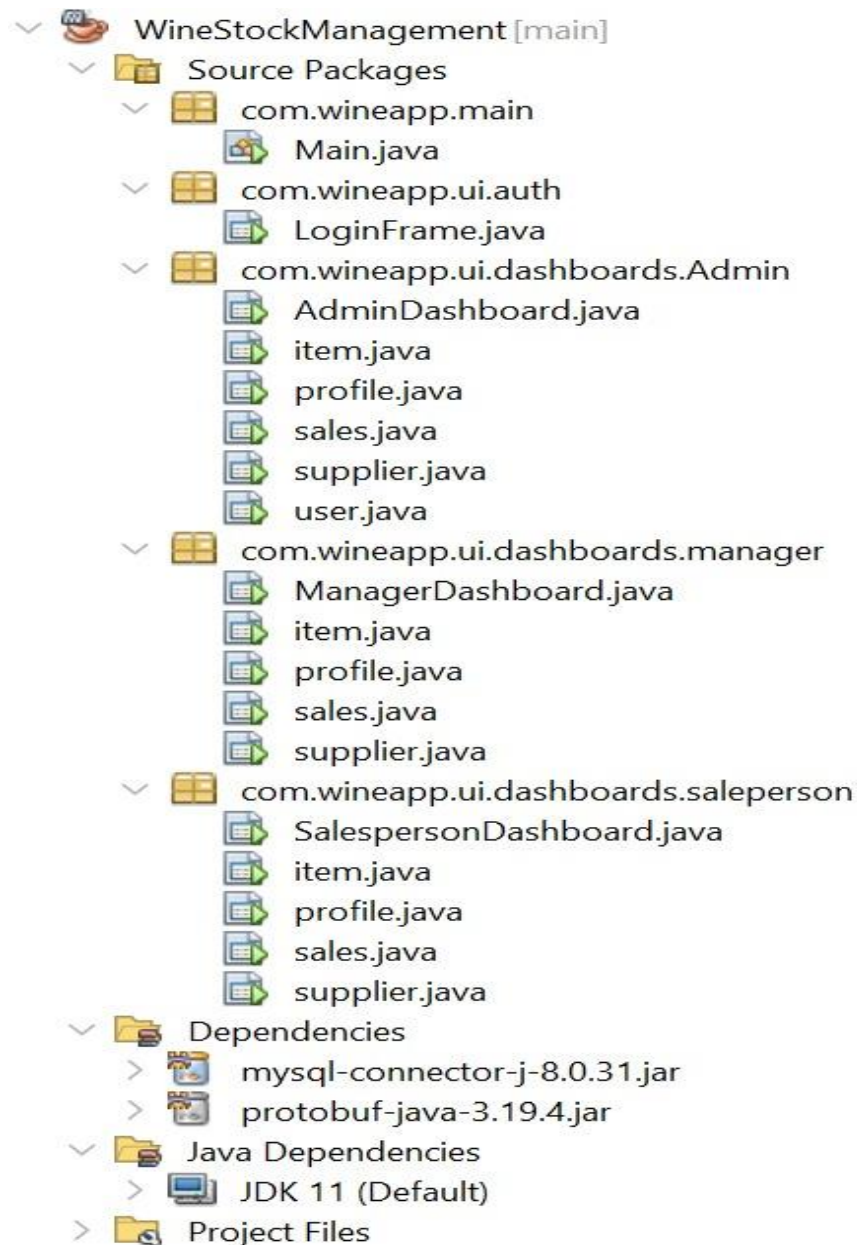 WineStockManagement [main]
Source Packages
com.wineapp.main
Main.java
com.wineapp.ui.auth
LoginFrame.java
com.wineapp.ui.dashboards.Admin
AdminDashboard.java
item.java
profile.java
sales.java
supplier.java
user.java
com.wineapp.ui.dashboards.manager
ManagerDashboard.java
item.java
profile.java
sales.java
supplier.java
com.wineapp.ui.dashboards.saleperson
SalespersonDashboard.java
item.java
profile.java
sales.java
supplier.java
Dependencies
mysql-connector-j-8.0.31.jar
protobuf-java-3.19.4.jar
Java Dependencies
JDK 11 (Default)
Project Files